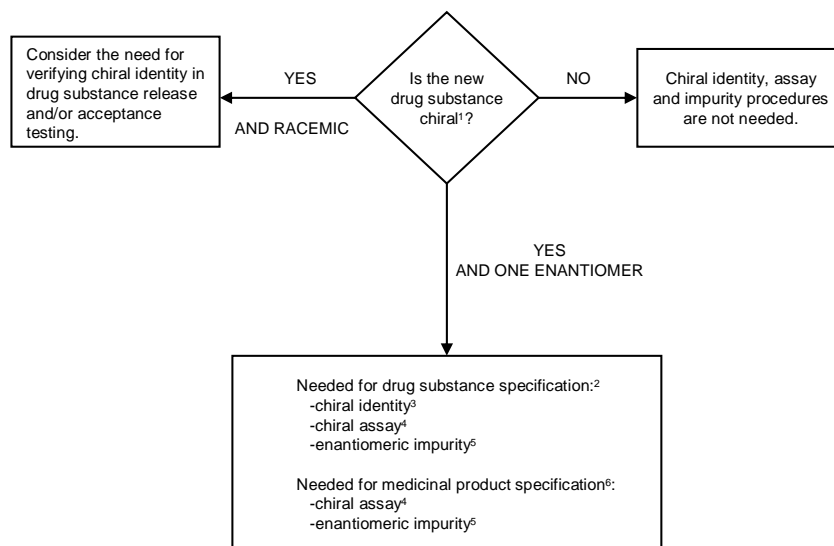 Consider the need for
verifying chiral identity in
drug substance release
and/or acceptance
testing.
YES
AND RACEMIC
Is the new
drug substance
chiral¹?
NO
Chiral identity, assay
and impurity procedures
are not needed.
YES
AND ONE ENANTIOMER
Needed for drug substance specification:²
-chiral identity³
-chiral assay⁴
-enantiomeric impurity⁵
Needed for medicinal product specification⁶:
-chiral assay⁴
-enantiomeric impurity⁵